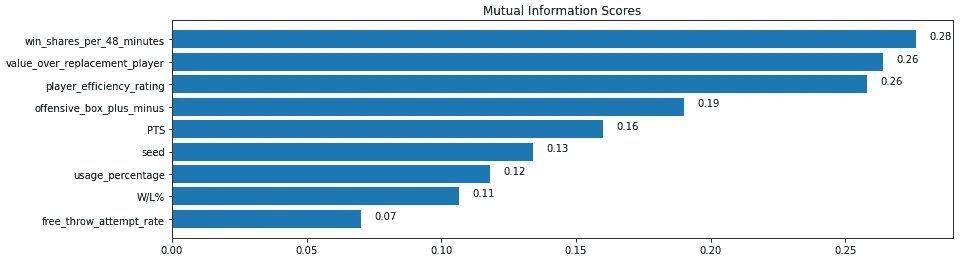 Mutual Information Scores
win_shares_per_48_minutes 0.28
value_over_replacement_player 0.26
player_efficiency_rating 0.26
offensive_box_plus_minus 0.19
PTS 0.16
seed 0.13
usage_percentage 0.12
W/L% 0.11
free_throw_attempt_rate 0.07
0.00 0.05 0.10 0.15 0.20 0.25